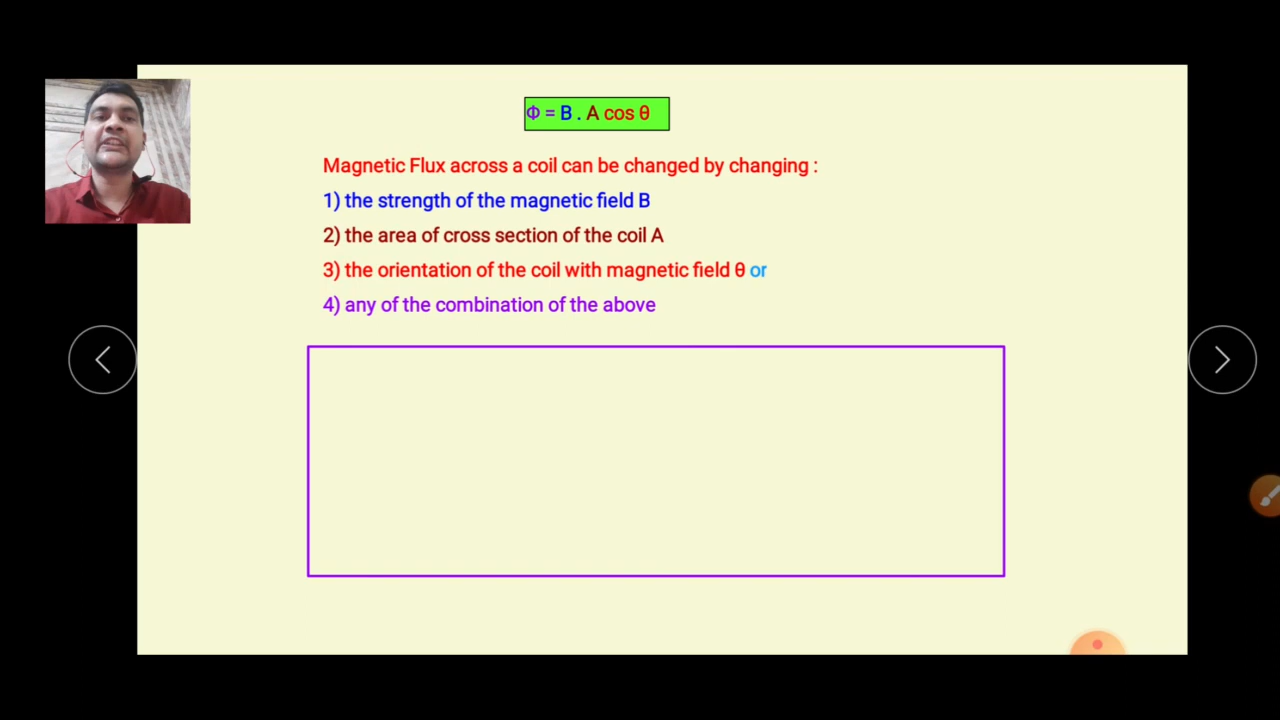 Φ = B . A cos θ
Magnetic Flux across a coil can be changed by changing :
1) the strength of the magnetic field B
2) the area of cross section of the coil A
3) the orientation of the coil with magnetic field θ or
4) any of the combination of the above